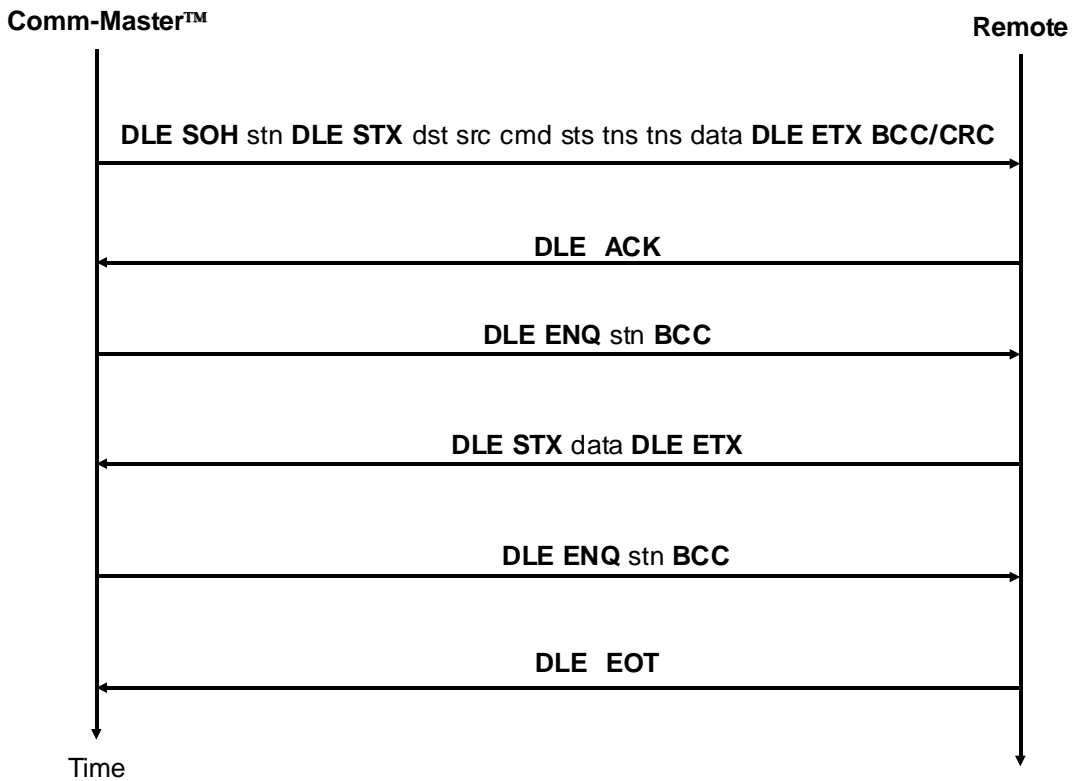 Comm-Master™
Remote
DLE SOH stn DLE STX dst src cmd sts tns tns data DLE ETX BCC/CRC
DLE ACK
DLE ENQ stn BCC
DLE STX data DLE ETX
DLE ENQ stn BCC
DLE EOT
Time